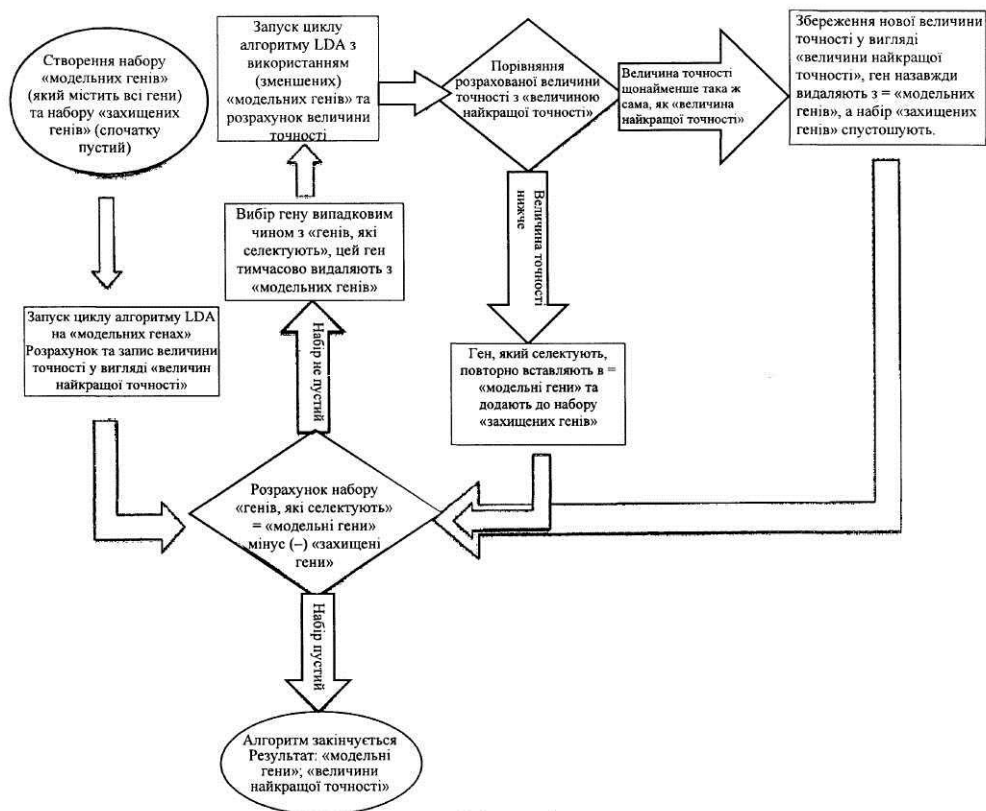 Створення набору
«модельних генів»
(який містить всі гени)
та набору «захищених
генів» (спочатку
пустий)
Запуск циклу
алгоритму LDA з
використанням
(зменшених)
«модельних генів» та
розрахунок величини
точності
Порівняння
розрахованої величини
точності з «величиною
найкращої точності»
Величина точності
щонайменше така ж
сама, як «величина
найкращої точності»
Збереження нової величини
точності у вигляді
«величини найкращої
точності», ген назавжди
видаляють з = «модельних
генів», а набір «захищених
генів» спустошують.
Вибір гену випадковим
чином з «генів, які
селектують», цей ген
тимчасово видаляють з
«модельних генів»
Величина точності
нижче
Запуск циклу алгоритму LDA
на «модельних генах»
Розрахунок та запис величини
точності у вигляді «величин
найкращої точності»
Набір не пустий
Ген, який селектують,
повторно вставляють в =
«модельні гени» та
додають до набору
«захищених генів»
Розрахунок набору
«генів, які селектують»
= «модельні гени»
мінус (–) «захищені
гени»
Набір пустий
Алгоритм закінчується
Результат: «модельні
гени»; «величини
найкращої точності»